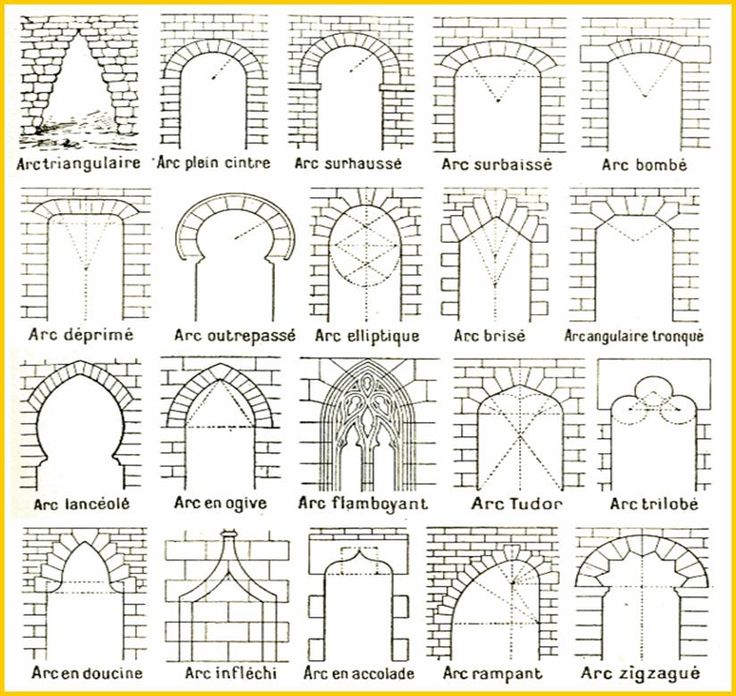 Arc triangulaire
Arc plein cintre
Arc surhaussé
Arc surbaissé
Arc bombé
Arc déprimé
Arc outrepassé
Arc elliptique
Arc brisé
Arc angulaire tronqué
Arc lancéolé
Arc en ogive
Arc flamboyant
Arc Tudor
Arc trilobé
Arc en doucine
Arc infléchi
Arc en accolade
Arc rampant
Arc zigzagué